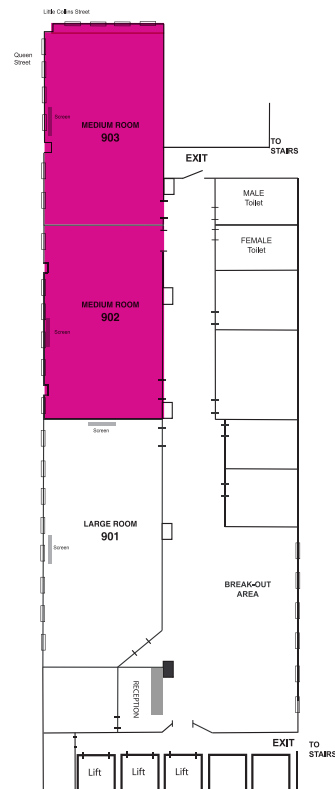 Little Collins Street
Queen
Street
Screen
MEDIUM ROOM
903
EXIT
TO
STAIRS
MALE
Toilet
FEMALE
Toilet
MEDIUM ROOM
902
Screen
Screen
LARGE ROOM
901
Screen
BREAK-OUT
AREA
RECEPTION
EXIT
TO
STAIRS
Lift
Lift
Lift